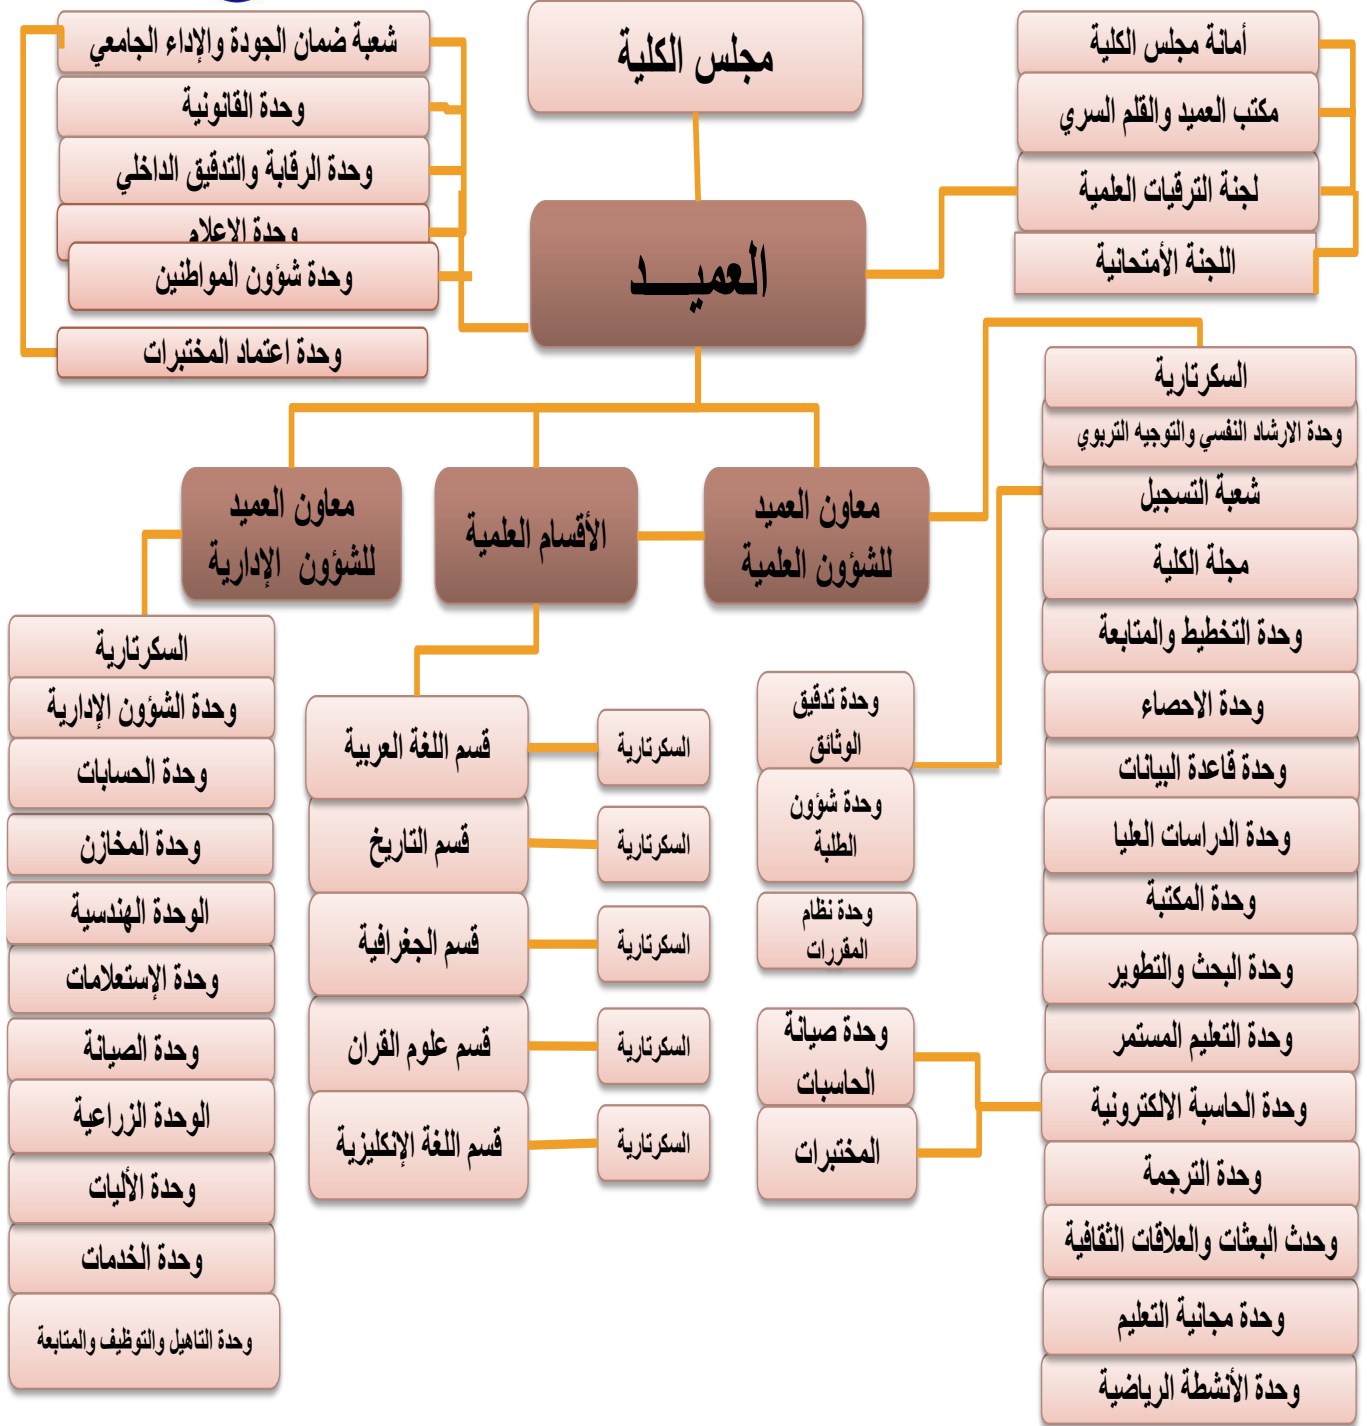 مجلس الكلية
أمانة مجلس الكلية
مكتب العميد والقلم السري
لجنة الترقيات العلمية
اللجنة الأمتحانية
شعبة ضمان الجودة والإداء الجامعي
وحدة القانونية
وحدة الرقابة والتدقيق الداخلي
وحدة الاعلام
وحدة شؤون المواطنين
وحدة اعتماد المختبرات
العميـــد
معاون العميد
للشؤون العلمية
الأقسام العلمية
معاون العميد
للشؤون الإدارية
السكرتارية
وحدة الارشاد النفسي والتوجيه التربوي
شعبة التسجيل
مجلة الكلية
وحدة التخطيط والمتابعة
وحدة الاحصاء
وحدة قاعدة البيانات
وحدة الدراسات العليا
وحدة المكتبة
وحدة البحث والتطوير
وحدة التعليم المستمر
وحدة الحاسبة الالكترونية
وحدة الترجمة
وحدث البعثات والعلاقات الثقافية
وحدة مجانية التعليم
وحدة الأنشطة الرياضية
وحدة تدقيق
الوثائق
وحدة شؤون
الطلبة
وحدة نظام
المقررات
وحدة صيانة
الحاسبات
المختبرات
السكرتارية
السكرتارية
السكرتارية
السكرتارية
السكرتارية
قسم اللغة العربية
قسم التاريخ
قسم الجغرافية
قسم علوم القران
قسم اللغة الإنكليزية
السكرتارية
وحدة الشؤون الإدارية
وحدة الحسابات
وحدة المخازن
الوحدة الهندسية
وحدة الإستعلامات
وحدة الصيانة
الوحدة الزراعية
وحدة الأليات
وحدة الخدمات
وحدة التاهيل والتوظيف والمتابعة